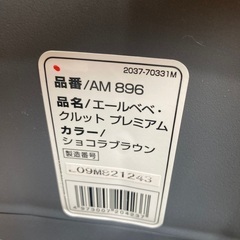 2037-70331M
品番/AM 896
品名/エールベベ・
クルット プレミアム
カラー/
ショコラブラウン
製造番号
09M821243